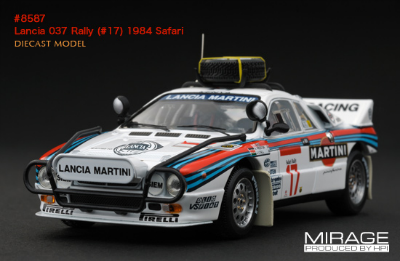 #8587
Lancia 037 Rally (#17) 1984 Safari
DIECAST MODEL
LANCIA MARTINI
RACING
LANCIA MARTINI
MARTINI
17
PIRELLI
PIRELLI
MIRAGE
PRODUCED BY HPI